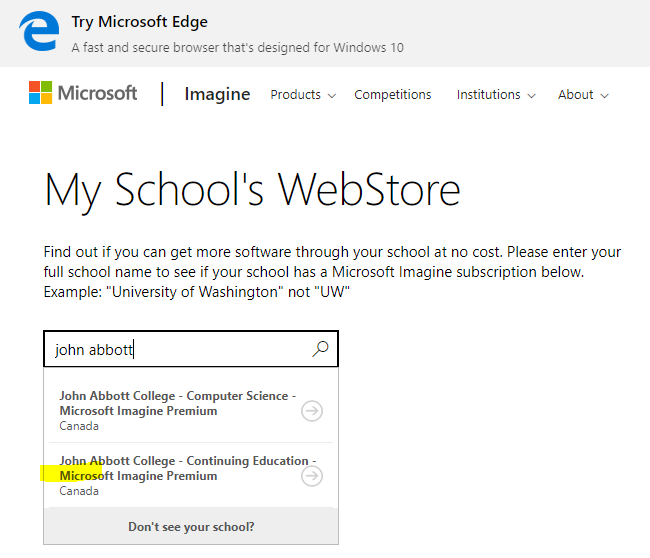 Try Microsoft Edge
A fast and secure browser that's designed for Windows 10
Microsoft Imagine Products Competitions Institutions About
My School's WebStore
Find out if you can get more software through your school at no cost. Please enter your
full school name to see if your school has a Microsoft Imagine subscription below.
Example: "University of Washington" not "UW"
john abbott
John Abbott College - Computer Science -
Microsoft Imagine Premium
Canada
John Abbott College - Continuing Education -
Microsoft Imagine Premium
Canada
Don't see your school?